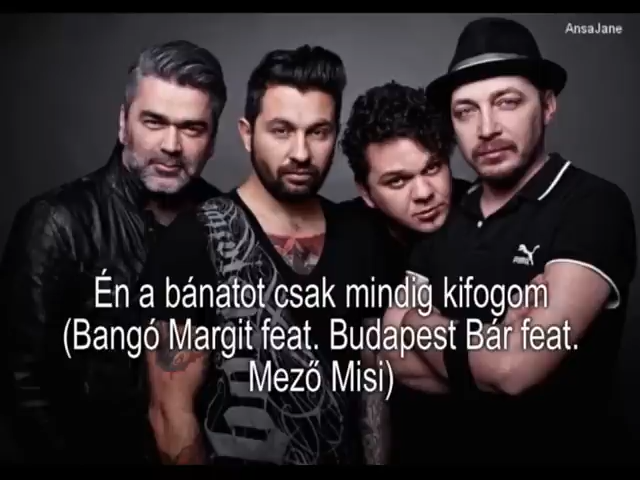 AnsaJane
PUMA
Én a bánatot csak mindig kifogom
(Bangó Margit feat. Budapest Bár feat.
Mező Misi)